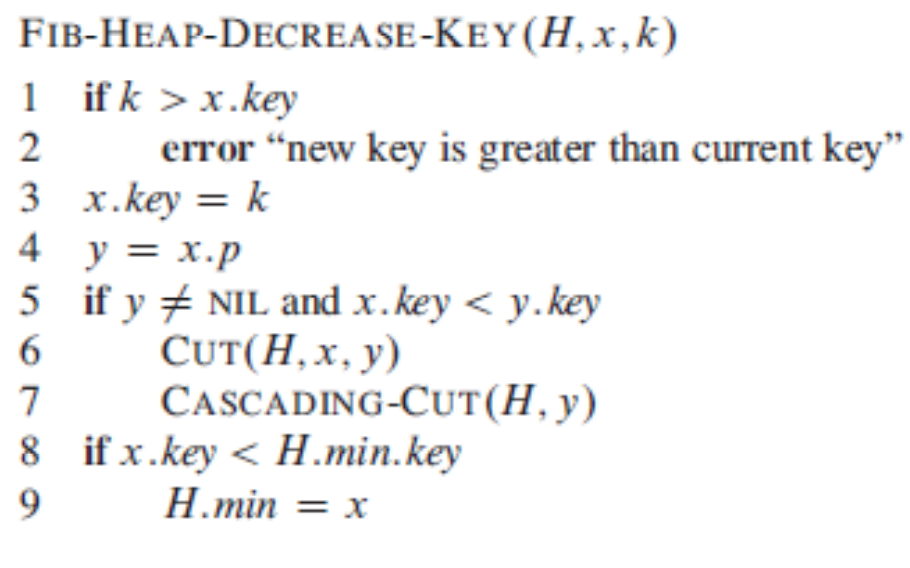 FIB-HEAP-DECREASE-KEY(H, x, k)
1 if k > x.key
2 error “new key is greater than current key”
3 x.key = k
4 y = x.p
5 if y ≠ NIL and x.key < y.key
6 CUT(H, x, y)
7 CASCADING-CUT(H, y)
8 if x.key < H.min.key
9 H.min = x